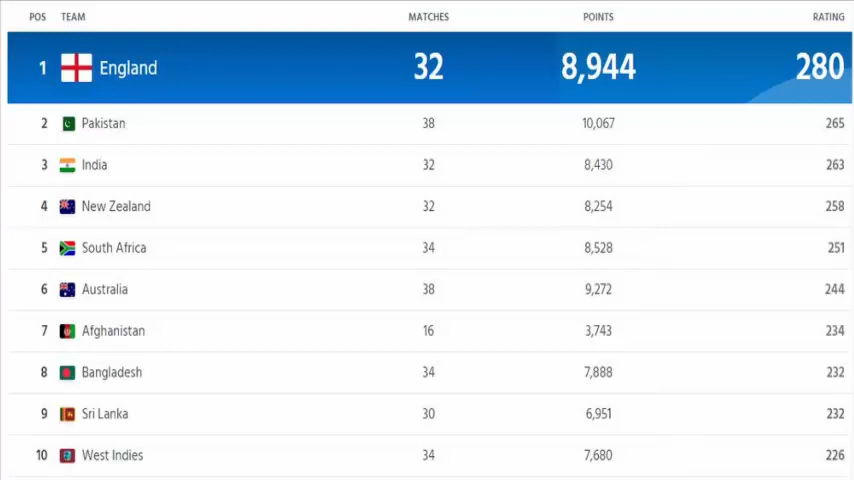 POS TEAM MATCHES POINTS RATING
1 England 32 8,944 280
2 Pakistan 38 10,067 265
3 India 32 8,430 263
4 New Zealand 32 8,254 258
5 South Africa 34 8,528 251
6 Australia 38 9,272 244
7 Afghanistan 16 3,743 234
8 Bangladesh 34 7,888 232
9 Sri Lanka 30 6,951 232
10 West Indies 34 7,680 226